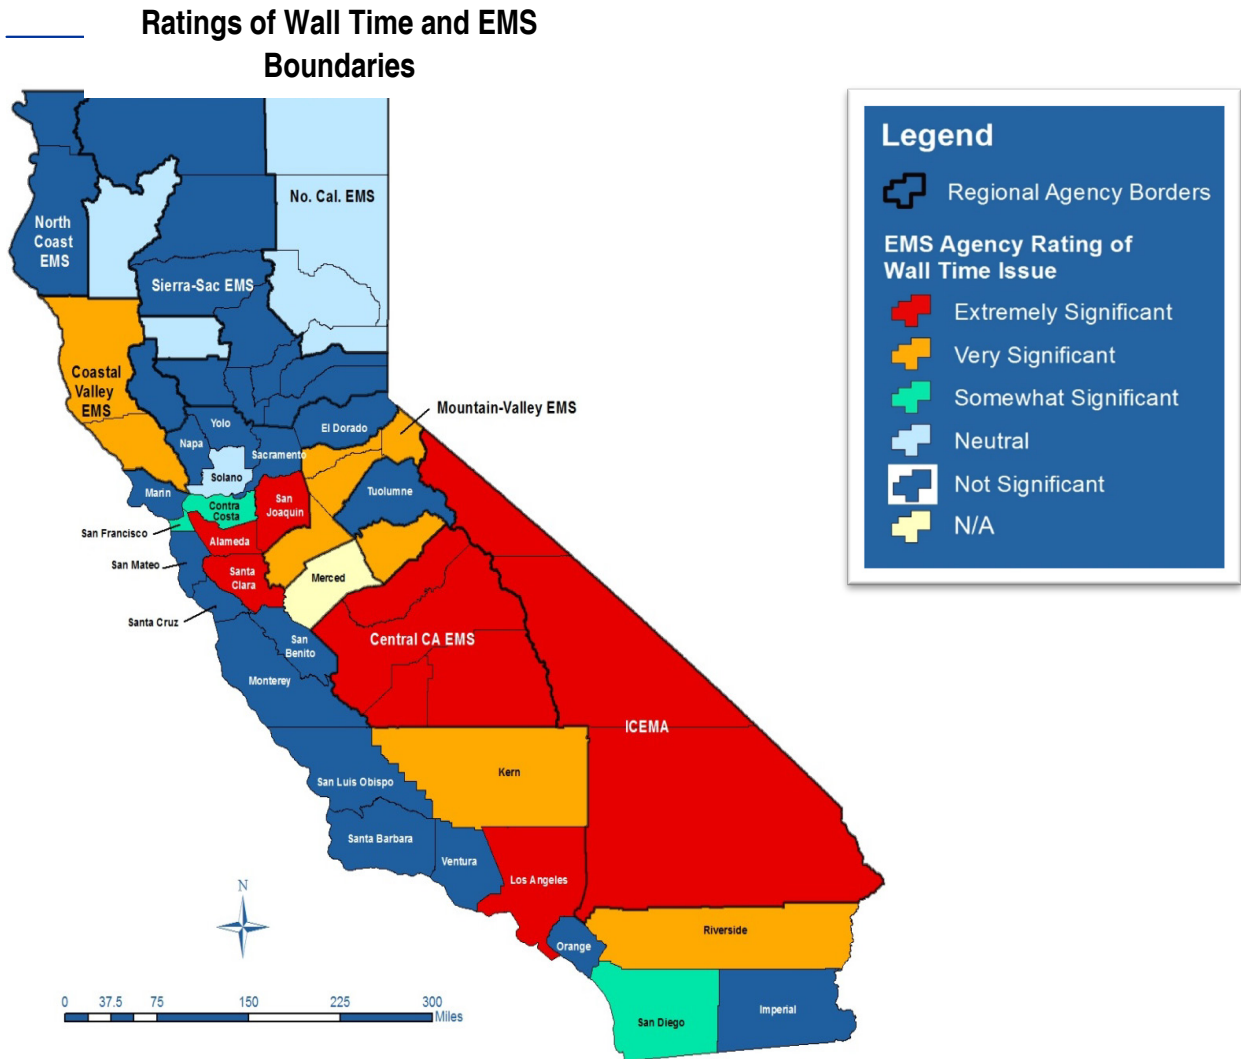 Ratings of Wall Time and EMS
Boundaries
Legend
Regional Agency Borders
EMS Agency Rating of
Wall Time Issue
Extremely Significant
Very Significant
Somewhat Significant
Neutral
Not Significant
N/A
No. Cal. EMS
North
Coast
EMS
Sierra-Sac EMS
Coastal
Valley
EMS
Mountain-Valley EMS
Yolo
El Dorado
Napa
Sacramento
Solano
Marin
Contra
Costa
San
Joaquin
Tuolumne
San Francisco
Alameda
San Mateo
Santa
Clara
Merced
Santa Cruz
San
Benito
Central CA EMS
Monterey
ICEMA
Kern
San Luis Obispo
Santa Barbara
Ventura
Los Angeles
N
Riverside
Orange
San Diego
Imperial
0 37.5 75 150 225 300
Miles